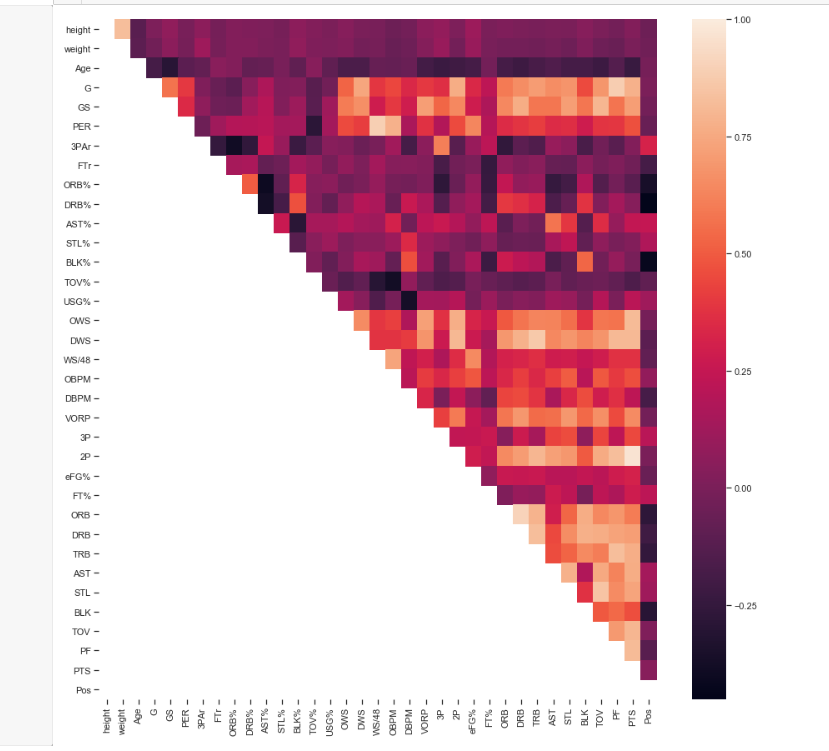 height
weight
Age
G
GS
PER
3PAr
FTr
ORB%
DRB%
AST%
STL%
BLK%
TOV%
USG%
OWS
DWS
WS/48
OBPM
DBPM
VORP
3P
2P
eFG%
FT%
ORB
DRB
TRB
AST
STL
BLK
TOV
PF
PTS
Pos
height weight Age G GS PER 3PAr FTr ORB% DRB% AST% STL% BLK% TOV% USG% OWS DWS WS/48 OBPM DBPM VORP 3P 2P eFG% FT% ORB DRB TRB AST STL BLK TOV PF PTS Pos
1.00
0.75
0.50
0.25
0.00
−0.25